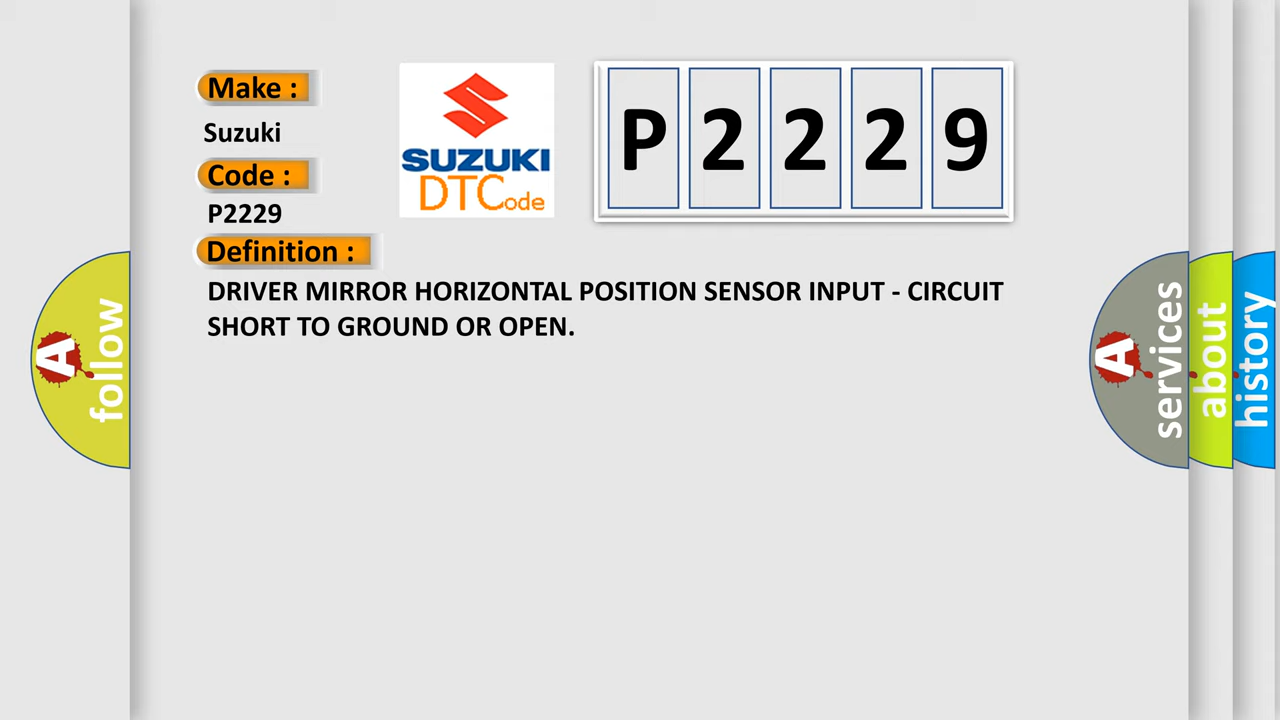 Make :
Suzuki
Code :
P2229
Definition :
DRIVER MIRROR HORIZONTAL POSITION SENSOR INPUT - CIRCUIT
SHORT TO GROUND OR OPEN.
SUZUKI
DTCode
P 2 2 2 9
A follow
A services
about
history